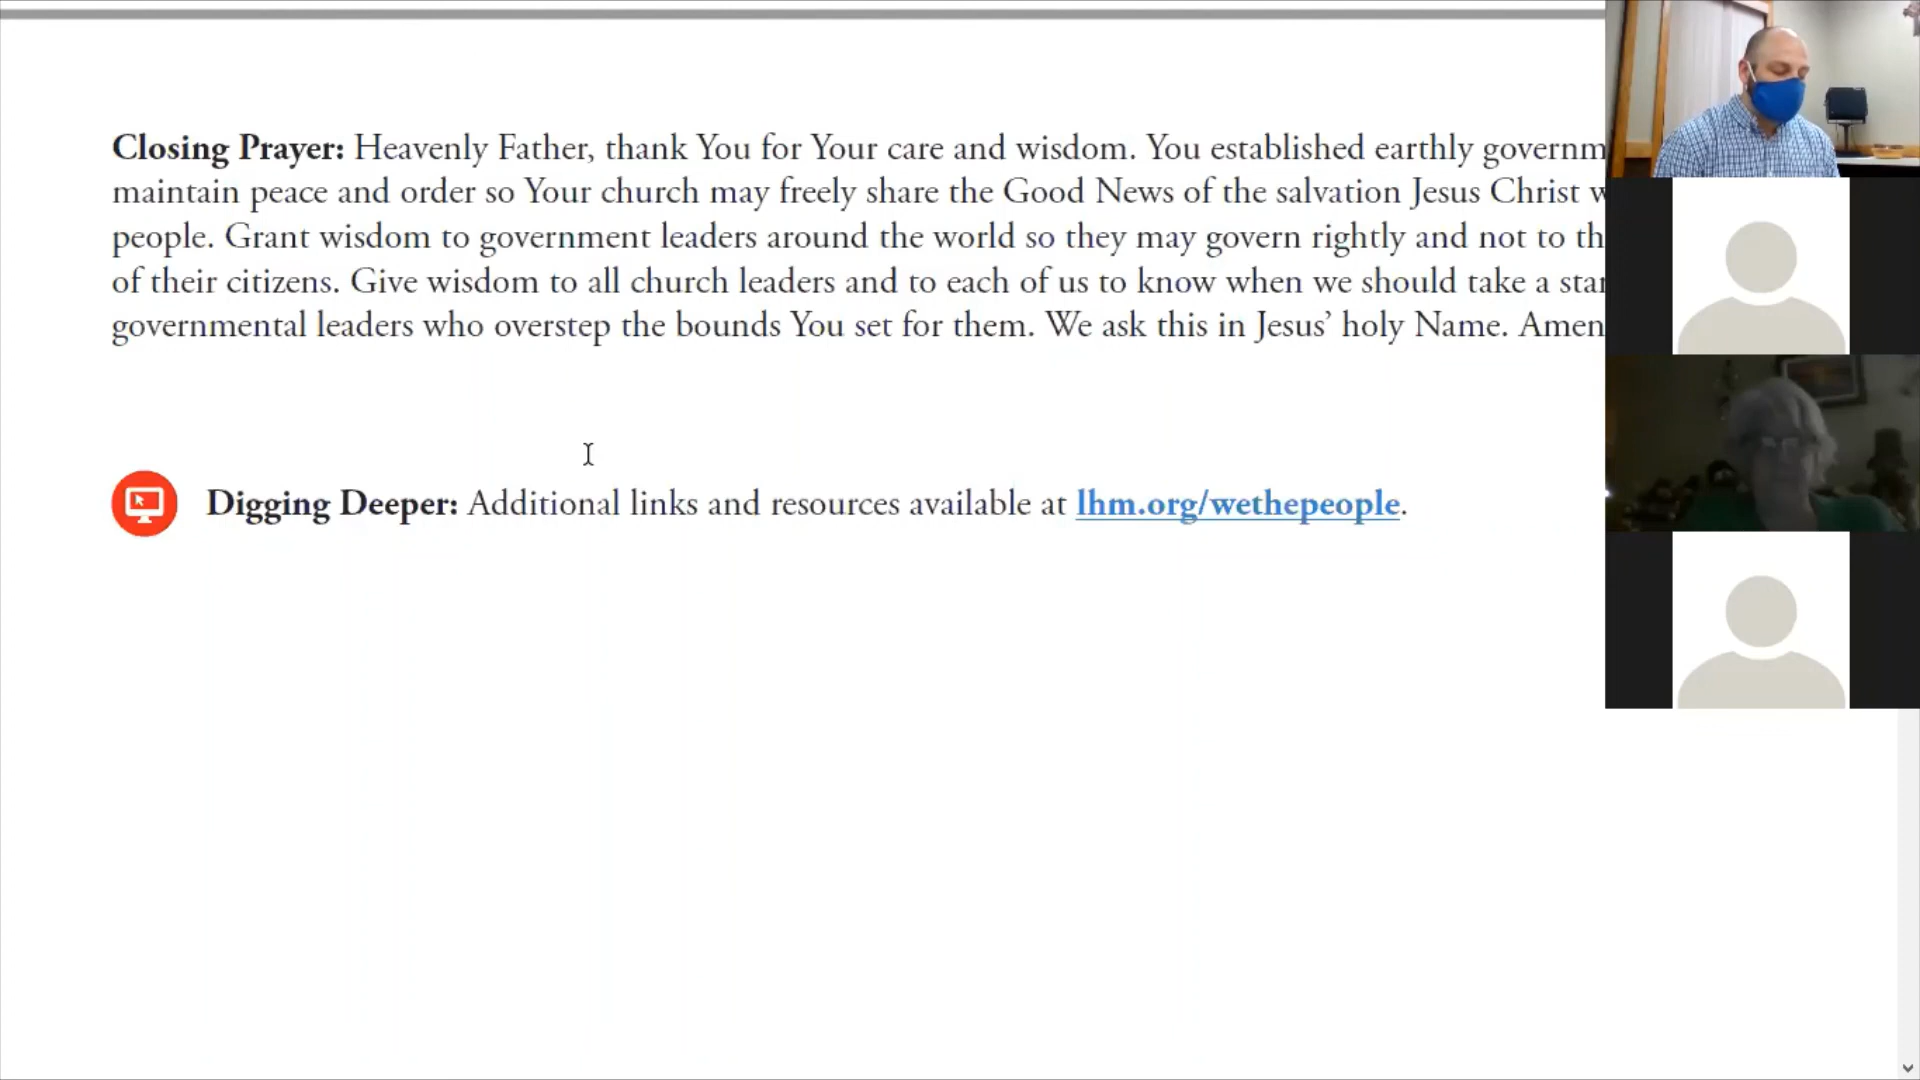 Closing Prayer: Heavenly Father, thank You for Your care and wisdom. You established earthly governm
maintain peace and order so Your church may freely share the Good News of the salvation Jesus Christ w
people. Grant wisdom to government leaders around the world so they may govern rightly and not to th
of their citizens. Give wisdom to all church leaders and to each of us to know when we should take a star
governmental leaders who overstep the bounds You set for them. We ask this in Jesus’ holy Name. Amen
Digging Deeper: Additional links and resources available at lhm.org/wethepeople.